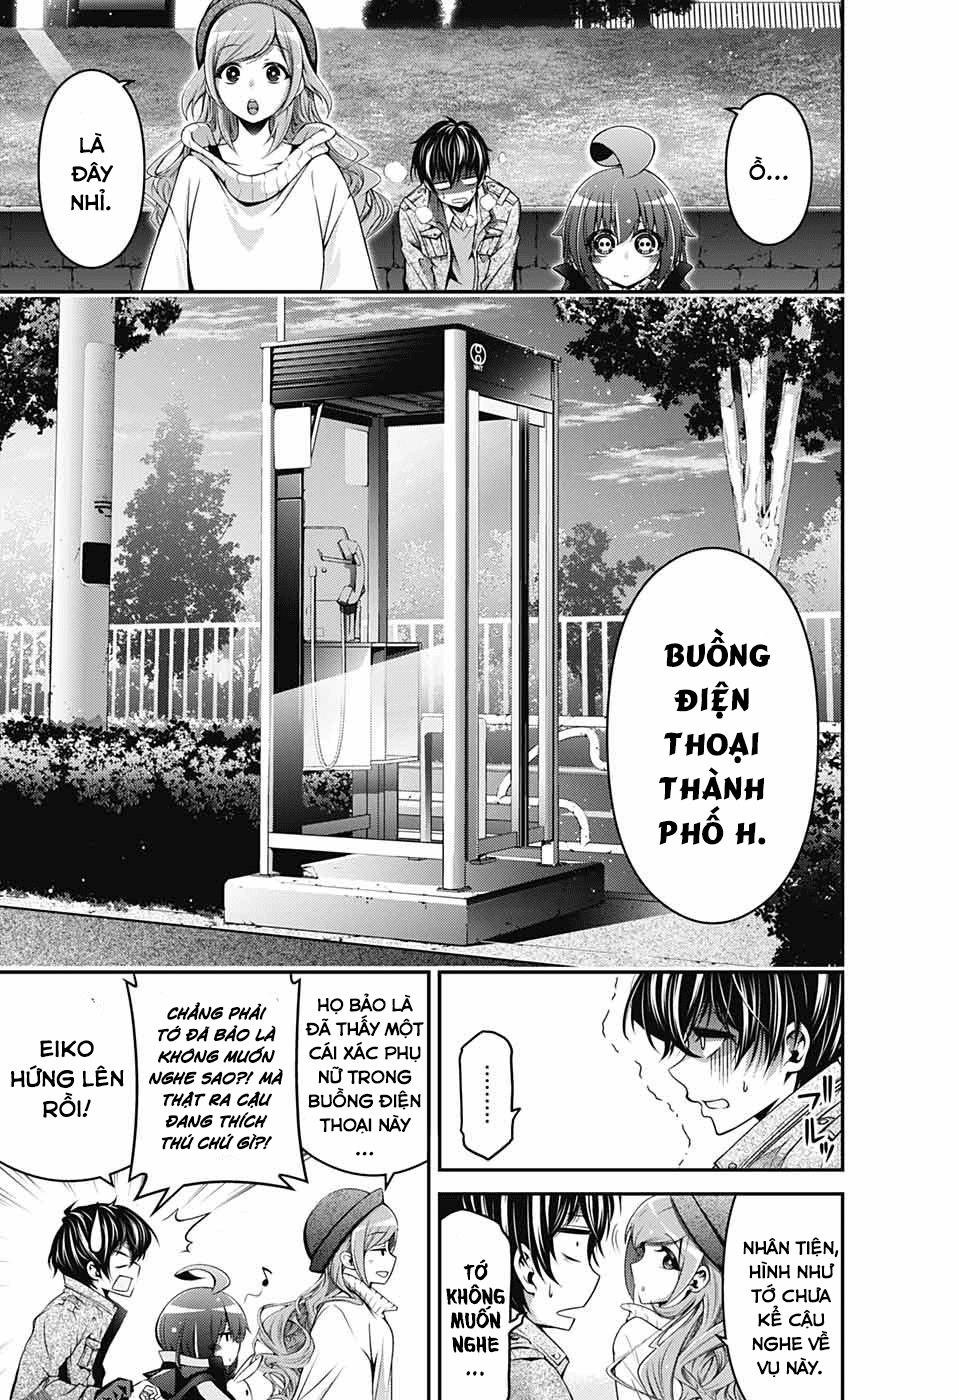 Ồ...
LÀ
ĐÂY
NHỈ.
BUỒNG
ĐIỆN
THOẠI
THÀNH
PHỐ H.
.........
ブルッ
NHÂN TIỆN,
HÌNH NHƯ
TỚ CHƯA
KỂ CẬU
NGHE VỀ
VỤ NÀY.
TỚ
KHÔNG
MUỐN
NGHE
...
HỌ BẢO LÀ
ĐÃ THẤY MỘT
CÁI XÁC PHỤ
NỮ TRONG
BUỒNG ĐIỆN
THOẠI NÀY
...
CHẲNG PHẢI
TỚ ĐÃ BẢO LÀ
KHÔNG MUỐN
NGHE SAO?! MÀ
THẬT RA CẬU
ĐANG THÍCH
THÚ CHỨ GÌ?!
EIKO
HỨNG LÊN
RỒI!